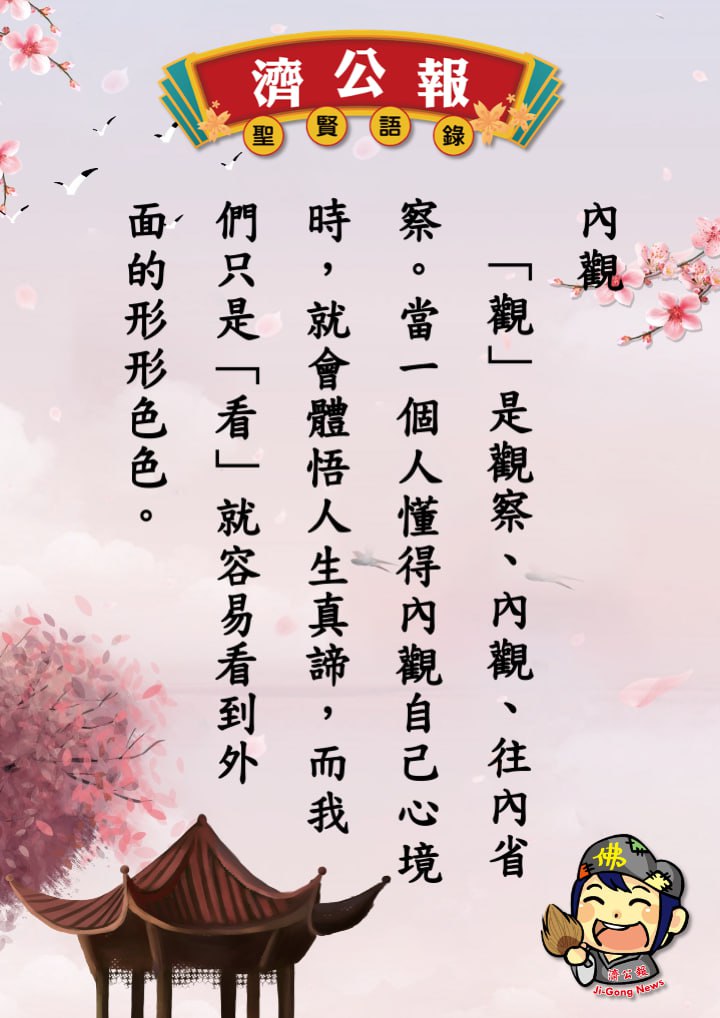 濟公報
聖賢語錄
內觀
「觀」是觀察、內觀、往內省
察。當一個人懂得內觀自己心境
時，就會體悟人生真諦，而我
們只是「看」就容易看到外
面的形形色色。
佛
濟公報
Ji-Gong News